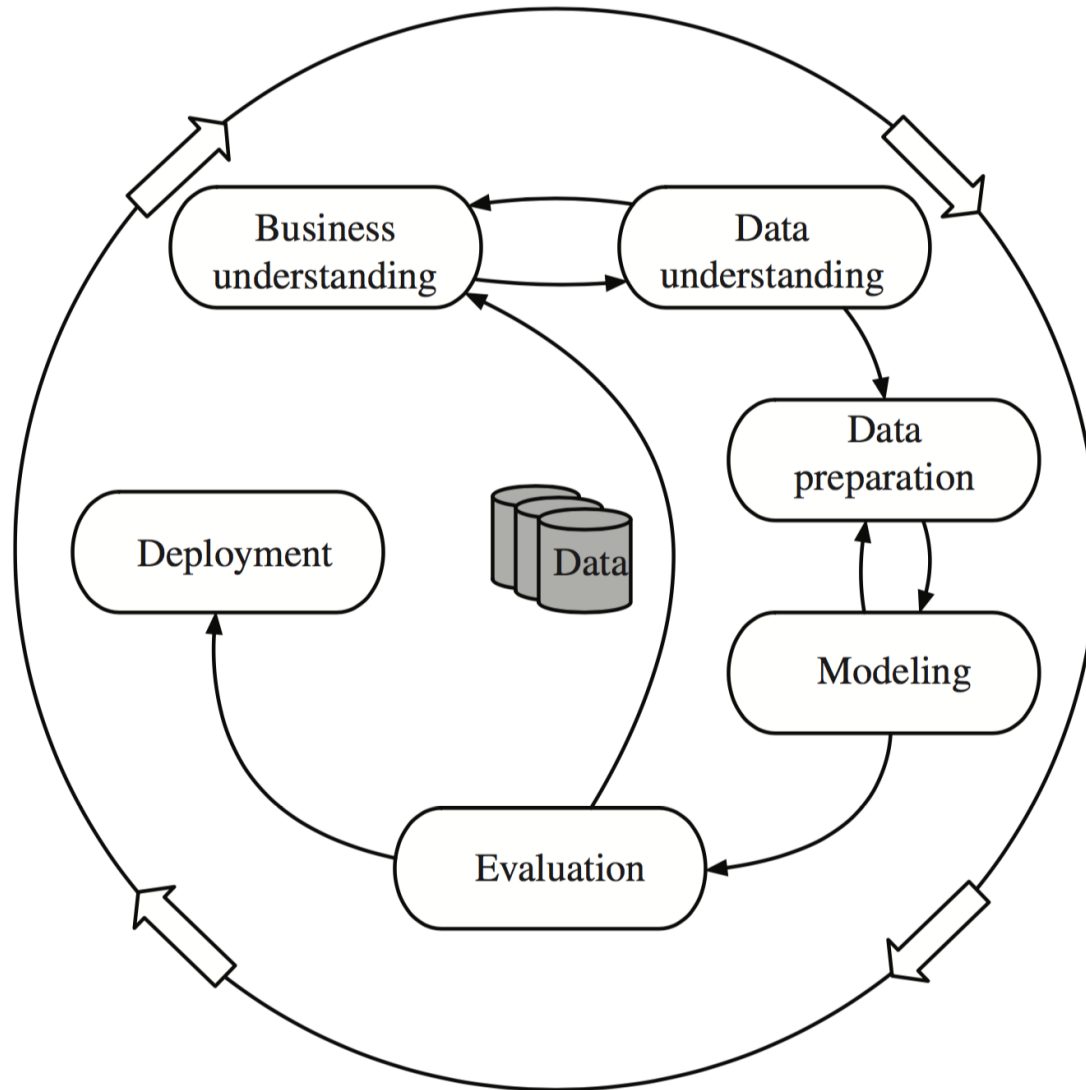 Business
understanding
Data
understanding
Data
preparation
Deployment
Data
Modeling
Evaluation